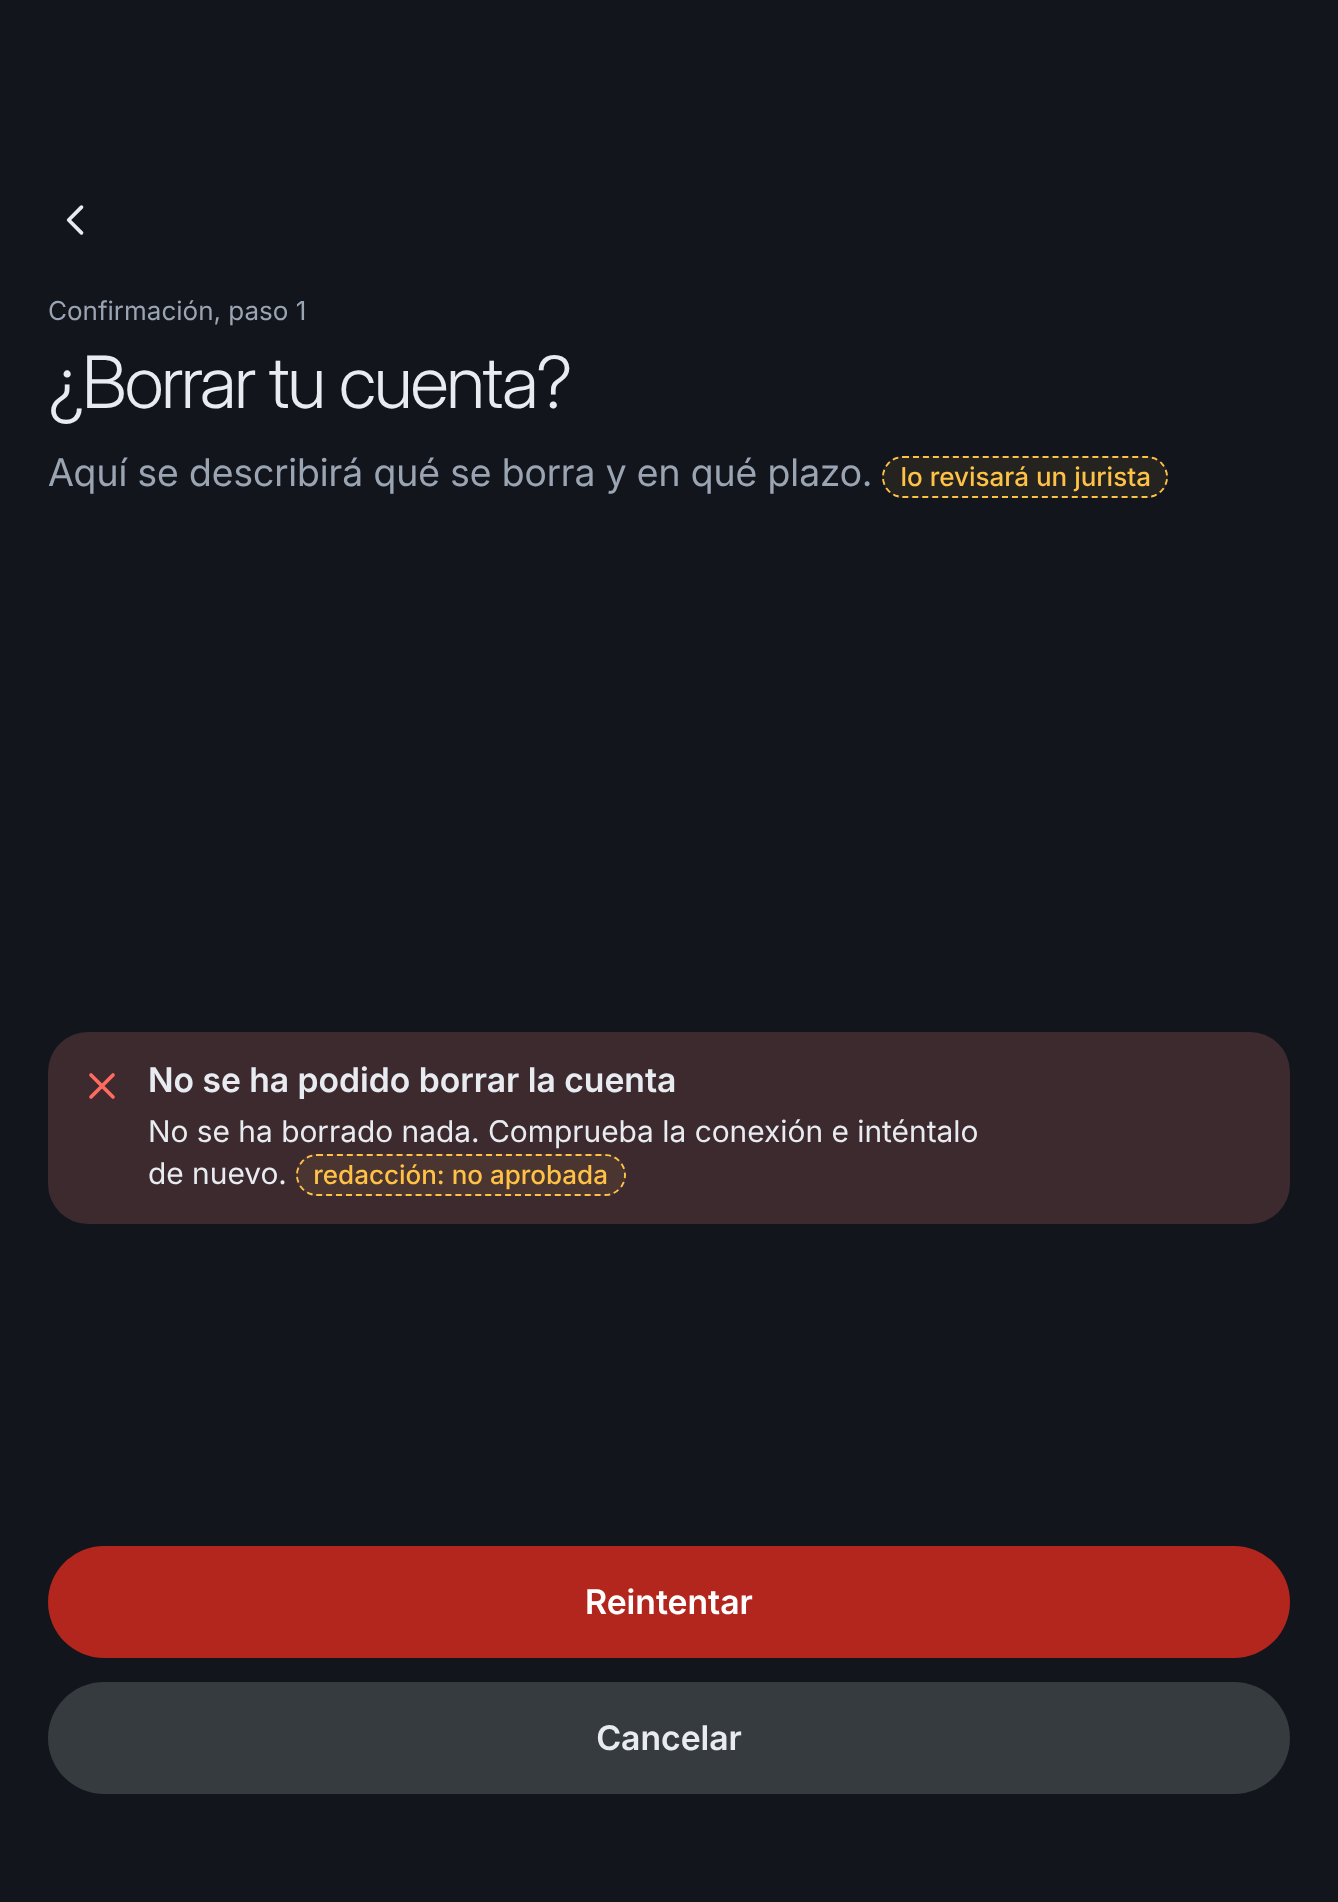 Confirmación, paso 1
¿Borrar tu cuenta?
Aquí se describirá qué se borra y en qué plazo. lo revisará un jurista
No se ha podido borrar la cuenta
No se ha borrado nada. Comprueba la conexión e inténtalo
de nuevo. redacción: no aprobada
Reintentar
Cancelar